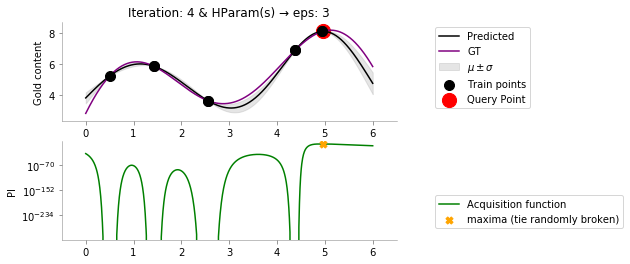 Iteration: 4 & HParam(s) → eps: 3
Gold content
8
6
4
0 1 2 3 4 5 6
Predicted
GT
μ ± σ
Train points
Query Point
PI
10^-70
10^-152
10^-234
0 1 2 3 4 5 6
Acquisition function
maxima (tie randomly broken)